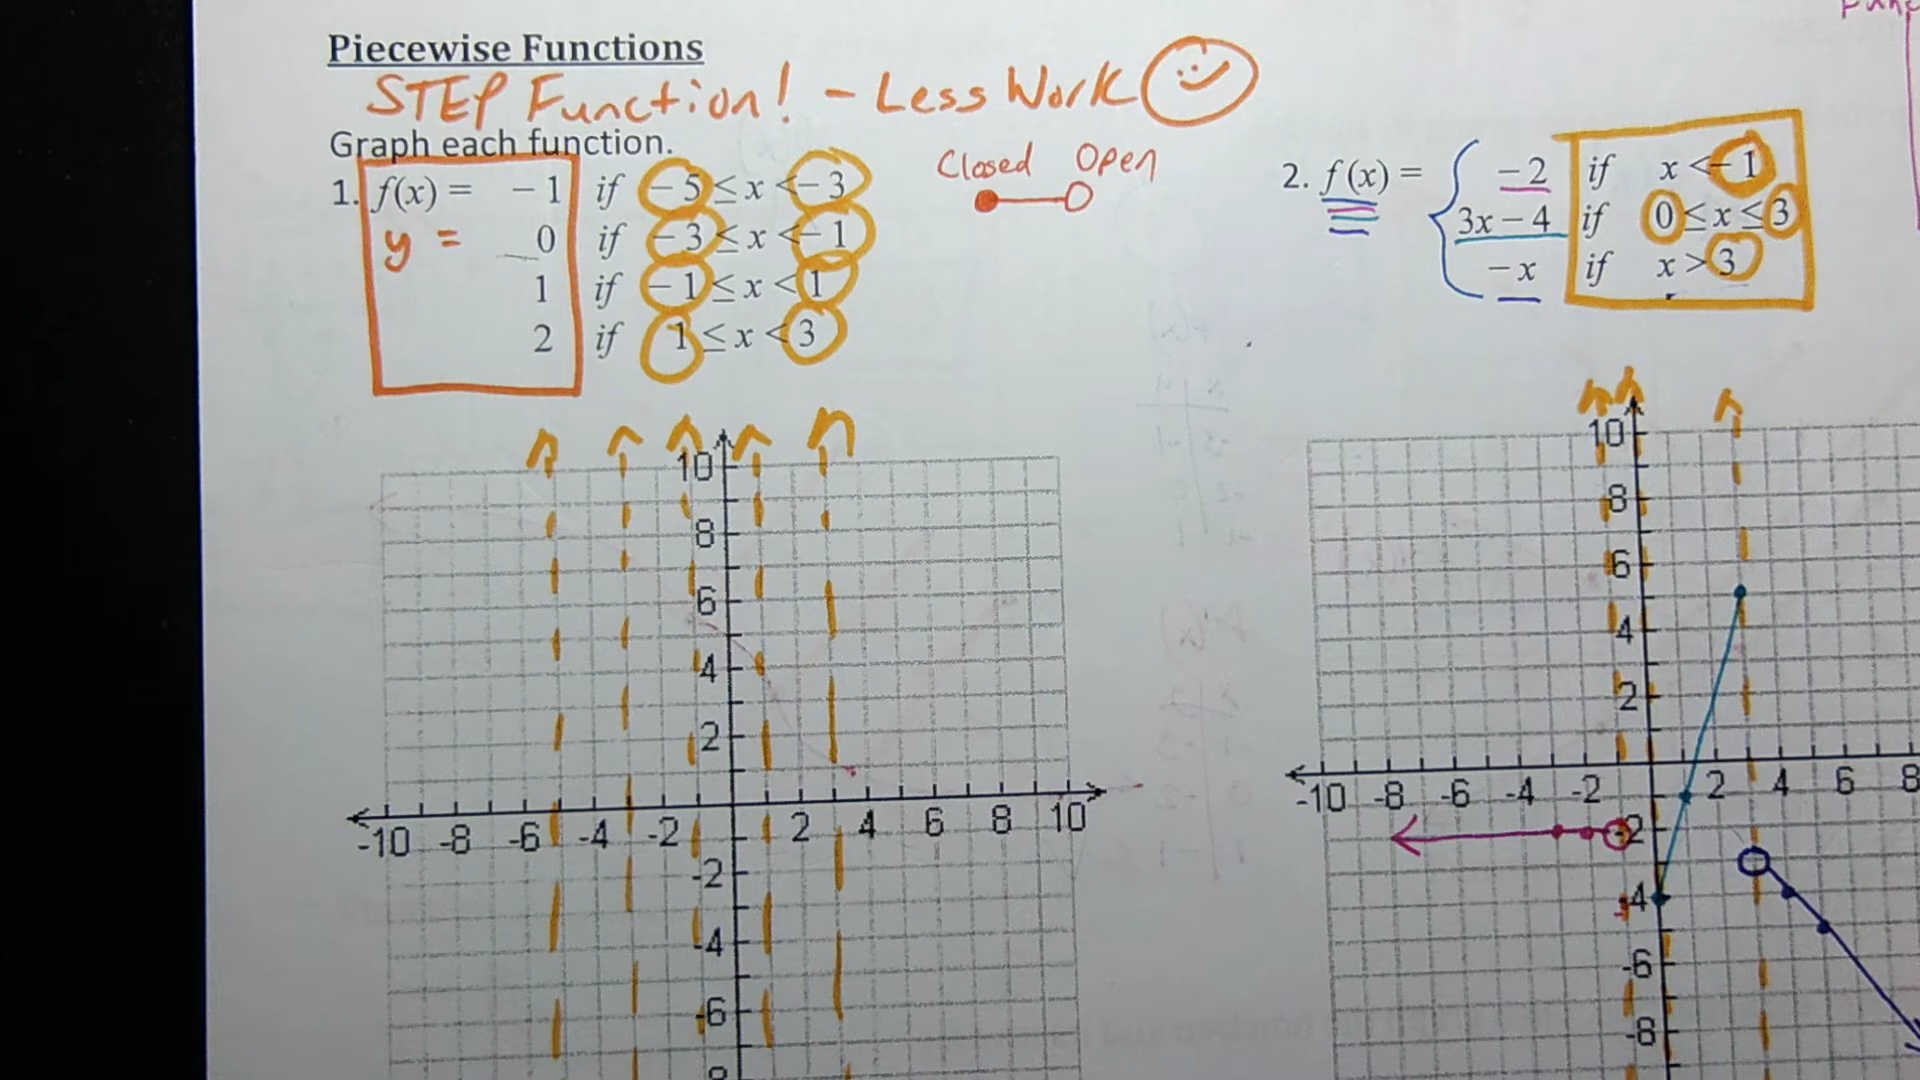 Piecewise Functions
STEP Function! - Less Work
Graph each function.
Closed Open
1. f(x) = -1 if -5 ≤ x < -3
y = 0 if -3 ≤ x < -1
1 if -1 ≤ x < 1
2 if 1 ≤ x < 3
2. f(x) = { -2 if x < -1
3x - 4 if 0 ≤ x ≤ 3
-x if x > 3
10
8
6
4
2
-10 -8 -6 -4 -2 2 4 6 8 10
-2
-4
-6
10
8
6
4
2
-10 -8 -6 -4 -2 2 4 6 8
-2
-4
-6
-8